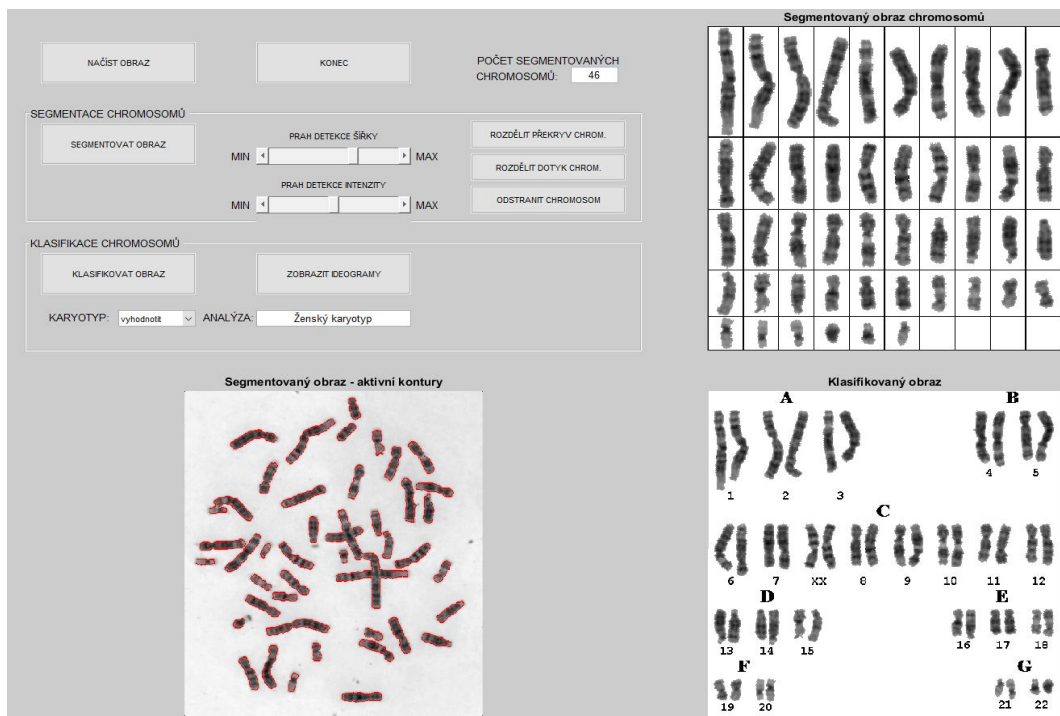 Segmentovaný obraz chromosomů
NAČÍST OBRAZ
KONEC
POČET SEGMENTOVANÝCH
CHROMOSOMŮ: 46
SEGMENTACE CHROMOSOMŮ
SEGMENTOVAT OBRAZ
PRAH DETEKCE ŠÍŘKY
MIN MAX
PRAH DETEKCE INTENZITY
MIN MAX
ROZDĚLIT PŘEKRYV CHROM.
ROZDĚLIT DOTYK CHROM.
ODSTRANIT CHROMOSOM
KLASIFIKACE CHROMOSOMŮ
KLASIFIKOVAT OBRAZ
ZOBRAZIT IDEOGRAMY
KARYOTYP: vyhodnotit ANALÝZA: Ženský karyotyp
Segmentovaný obraz - aktivní kontury
Klasifikovaný obraz
A B
1 2 3 4 5
C
6 7 XX 8 9 10 11 12
D E
13 14 15 16 17 18
F G
19 20 21 22